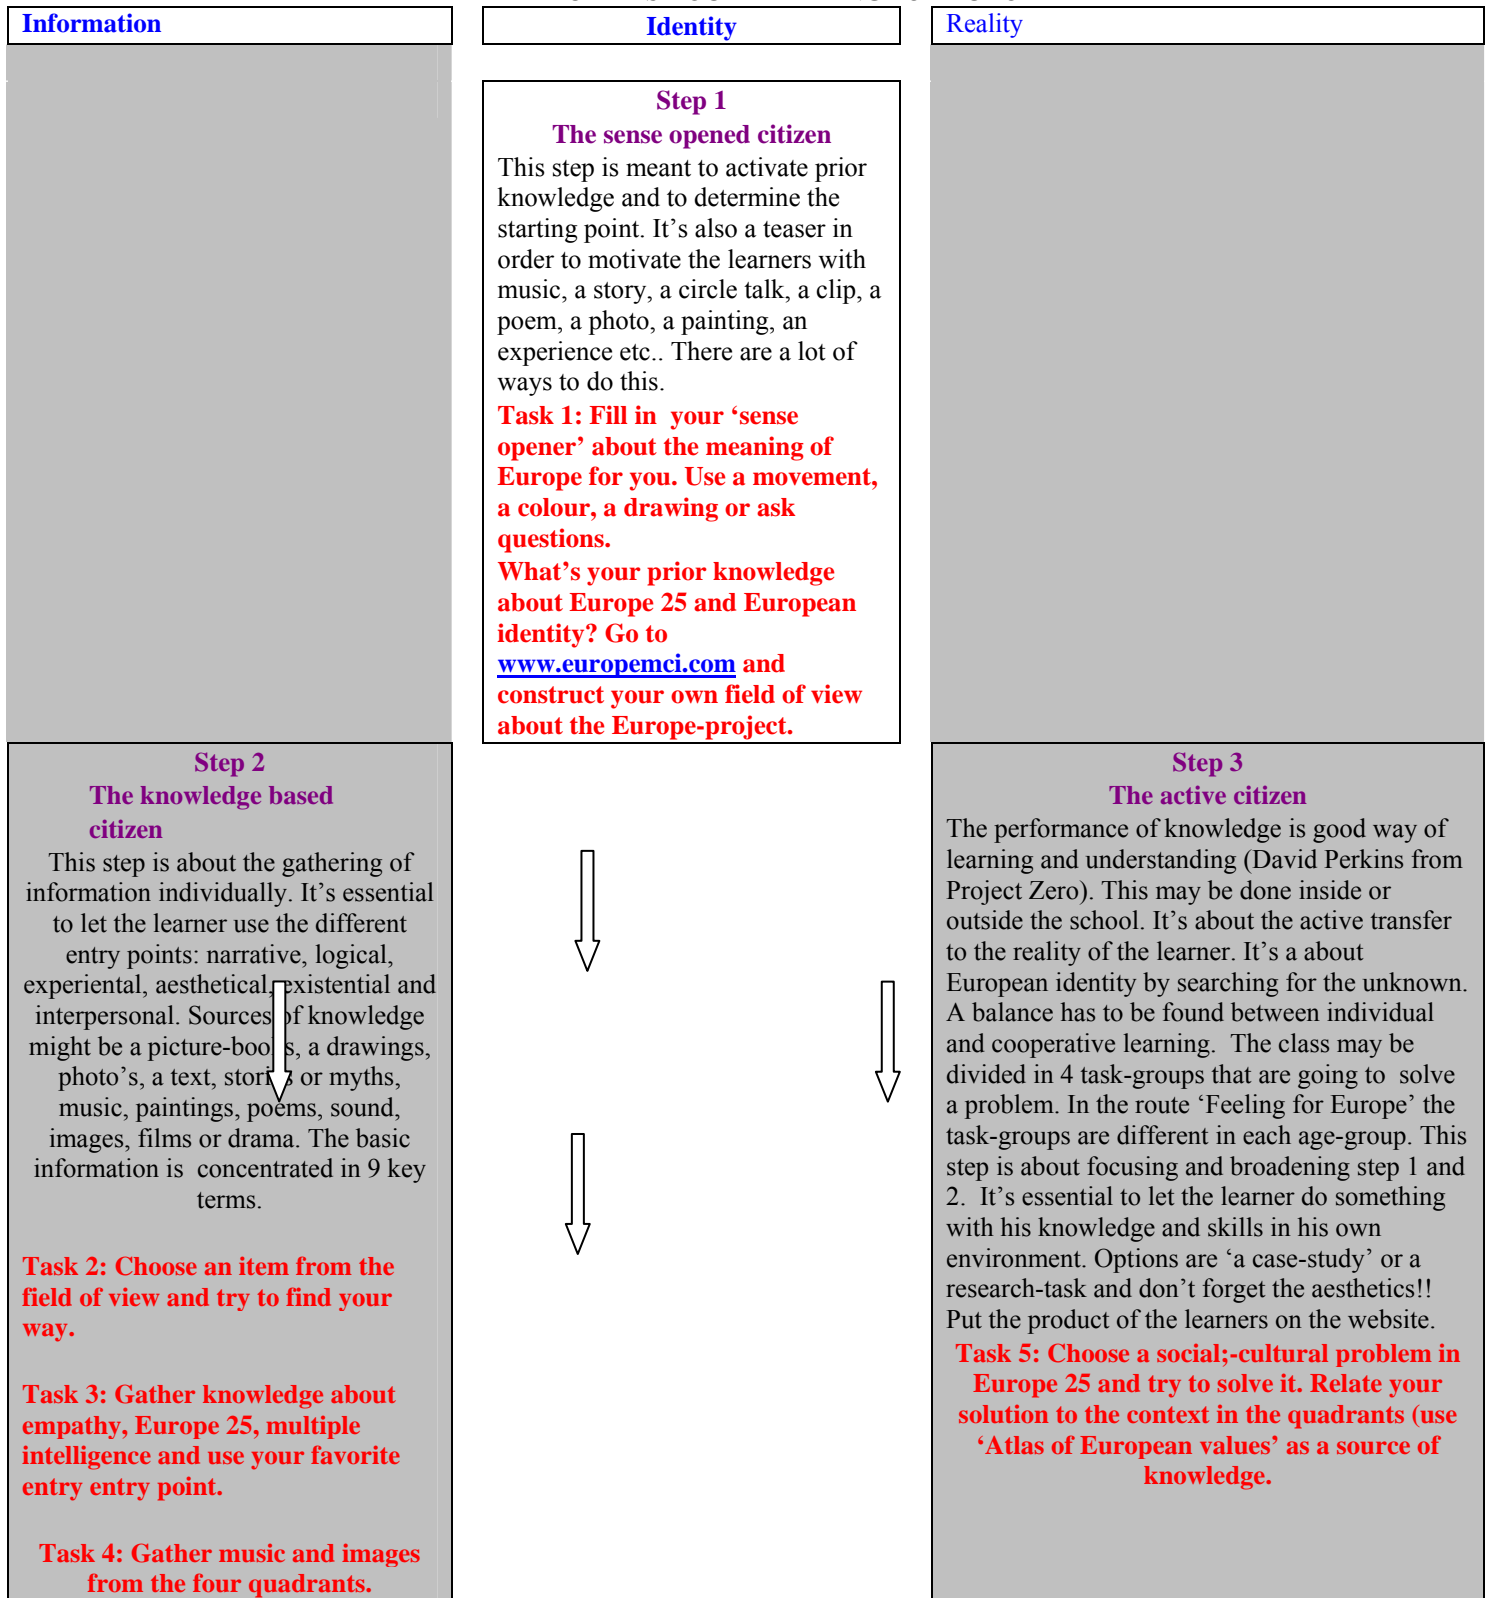 Information
Identity
Reality
Step 1
The sense opened citizen
This step is meant to activate prior
knowledge and to determine the
starting point. It’s also a teaser in
order to motivate the learners with
music, a story, a circle talk, a clip, a
poem, a photo, a painting, an
experience etc.. There are a lot of
ways to do this.
Task 1: Fill in your ‘sense
opener’ about the meaning of
Europe for you. Use a movement,
a colour, a drawing or ask
questions.
What’s your prior knowledge
about Europe 25 and European
identity? Go to
www.europemci.com and
construct your own field of view
about the Europe-project.
Step 2
The knowledge based
citizen
This step is about the gathering of
information individually. It’s essential
to let the learner use the different
entry points: narrative, logical,
experiental, aesthetical, existential and
interpersonal. Sources of knowledge
might be a picture-books, a drawings,
photo’s, a text, stories or myths,
music, paintings, poems, sound,
images, films or drama. The basic
information is concentrated in 9 key
terms.
Task 2: Choose an item from the
field of view and try to find your
way.
Task 3: Gather knowledge about
empathy, Europe 25, multiple
intelligence and use your favorite
entry entry point.
Task 4: Gather music and images
from the four quadrants.
Step 3
The active citizen
The performance of knowledge is good way of
learning and understanding (David Perkins from
Project Zero). This may be done inside or
outside the school. It’s about the active transfer
to the reality of the learner. It’s a about
European identity by searching for the unknown.
A balance has to be found between individual
and cooperative learning. The class may be
divided in 4 task-groups that are going to solve
a problem. In the route ‘Feeling for Europe’ the
task-groups are different in each age-group. This
step is about focusing and broadening step 1 and
2. It’s essential to let the learner do something
with his knowledge and skills in his own
environment. Options are ‘a case-study’ or a
research-task and don’t forget the aesthetics!!
Put the product of the learners on the website.
Task 5: Choose a social;-cultural problem in
Europe 25 and try to solve it. Relate your
solution to the context in the quadrants (use
‘Atlas of European values’ as a source of
knowledge.